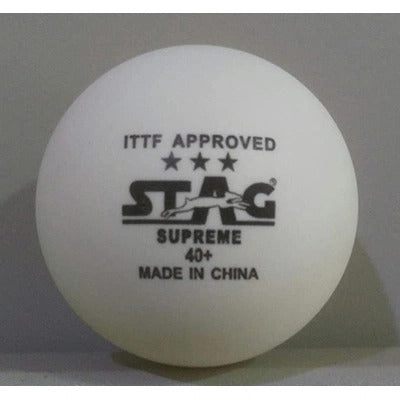 ITTF APPROVED
★★★
STAG®
SUPREME
40+
MADE IN CHINA